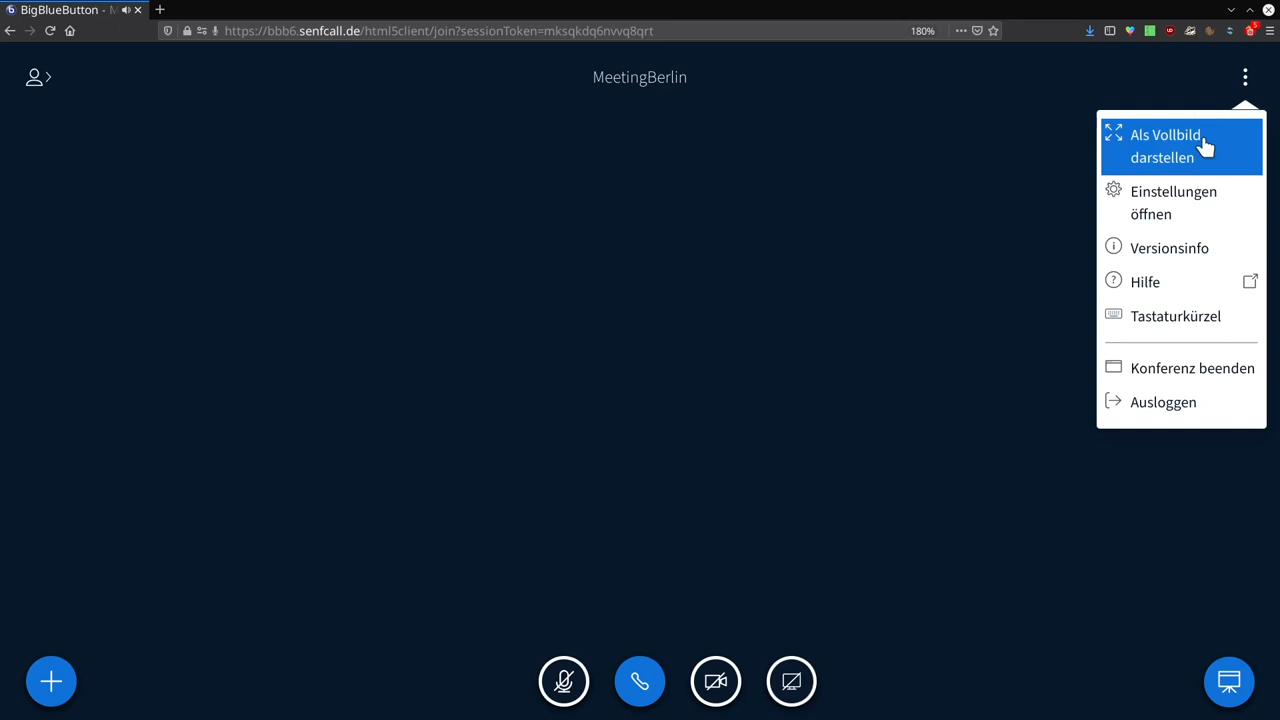 BigBlueButton - M
https://bbb6.senfcall.de/html5client/join?sessionToken=mksqkdq6nvvq8qrt
180%
5
MeetingBerlin
Als Vollbild
darstellen
Einstellungen
öffnen
Versionsinfo
Hilfe
Tastaturkürzel
Konferenz beenden
Ausloggen